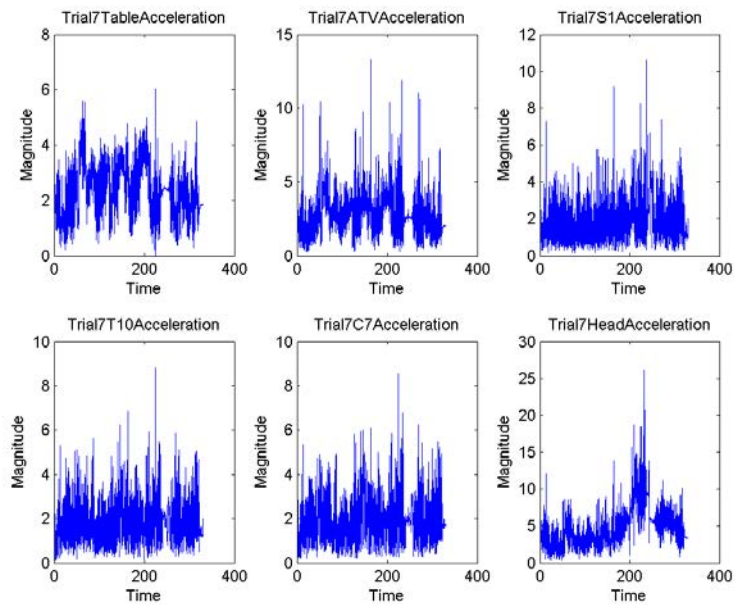 Trial7TableAcceleration
Trial7ATVAcceleration
Trial7S1Acceleration
8
6
4
2
0
Magnitude
0
200
400
Time
15
10
5
0
Magnitude
0
200
400
Time
12
10
8
6
4
2
0
Magnitude
0
200
400
Time
Trial7T10Acceleration
Trial7C7Acceleration
Trial7HeadAcceleration
10
8
6
4
2
0
Magnitude
0
200
400
Time
10
8
6
4
2
0
Magnitude
0
200
400
Time
30
25
20
15
10
5
0
Magnitude
0
200
400
Time